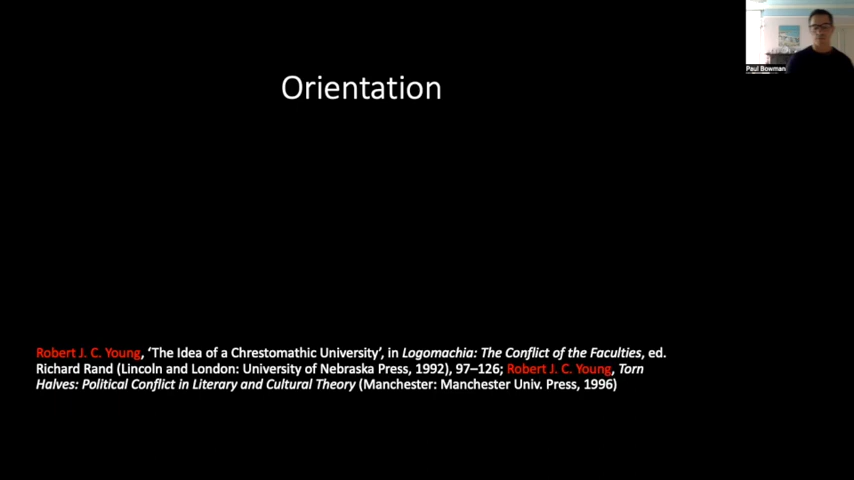 Paul Bowman
Orientation
Robert J. C. Young, ‘The Idea of a Chrestomathic University’, in Logomachia: The Conflict of the Faculties, ed.
Richard Rand (Lincoln and London: University of Nebraska Press, 1992), 97–126; Robert J. C. Young, Torn
Halves: Political Conflict in Literary and Cultural Theory (Manchester: Manchester Univ. Press, 1996)